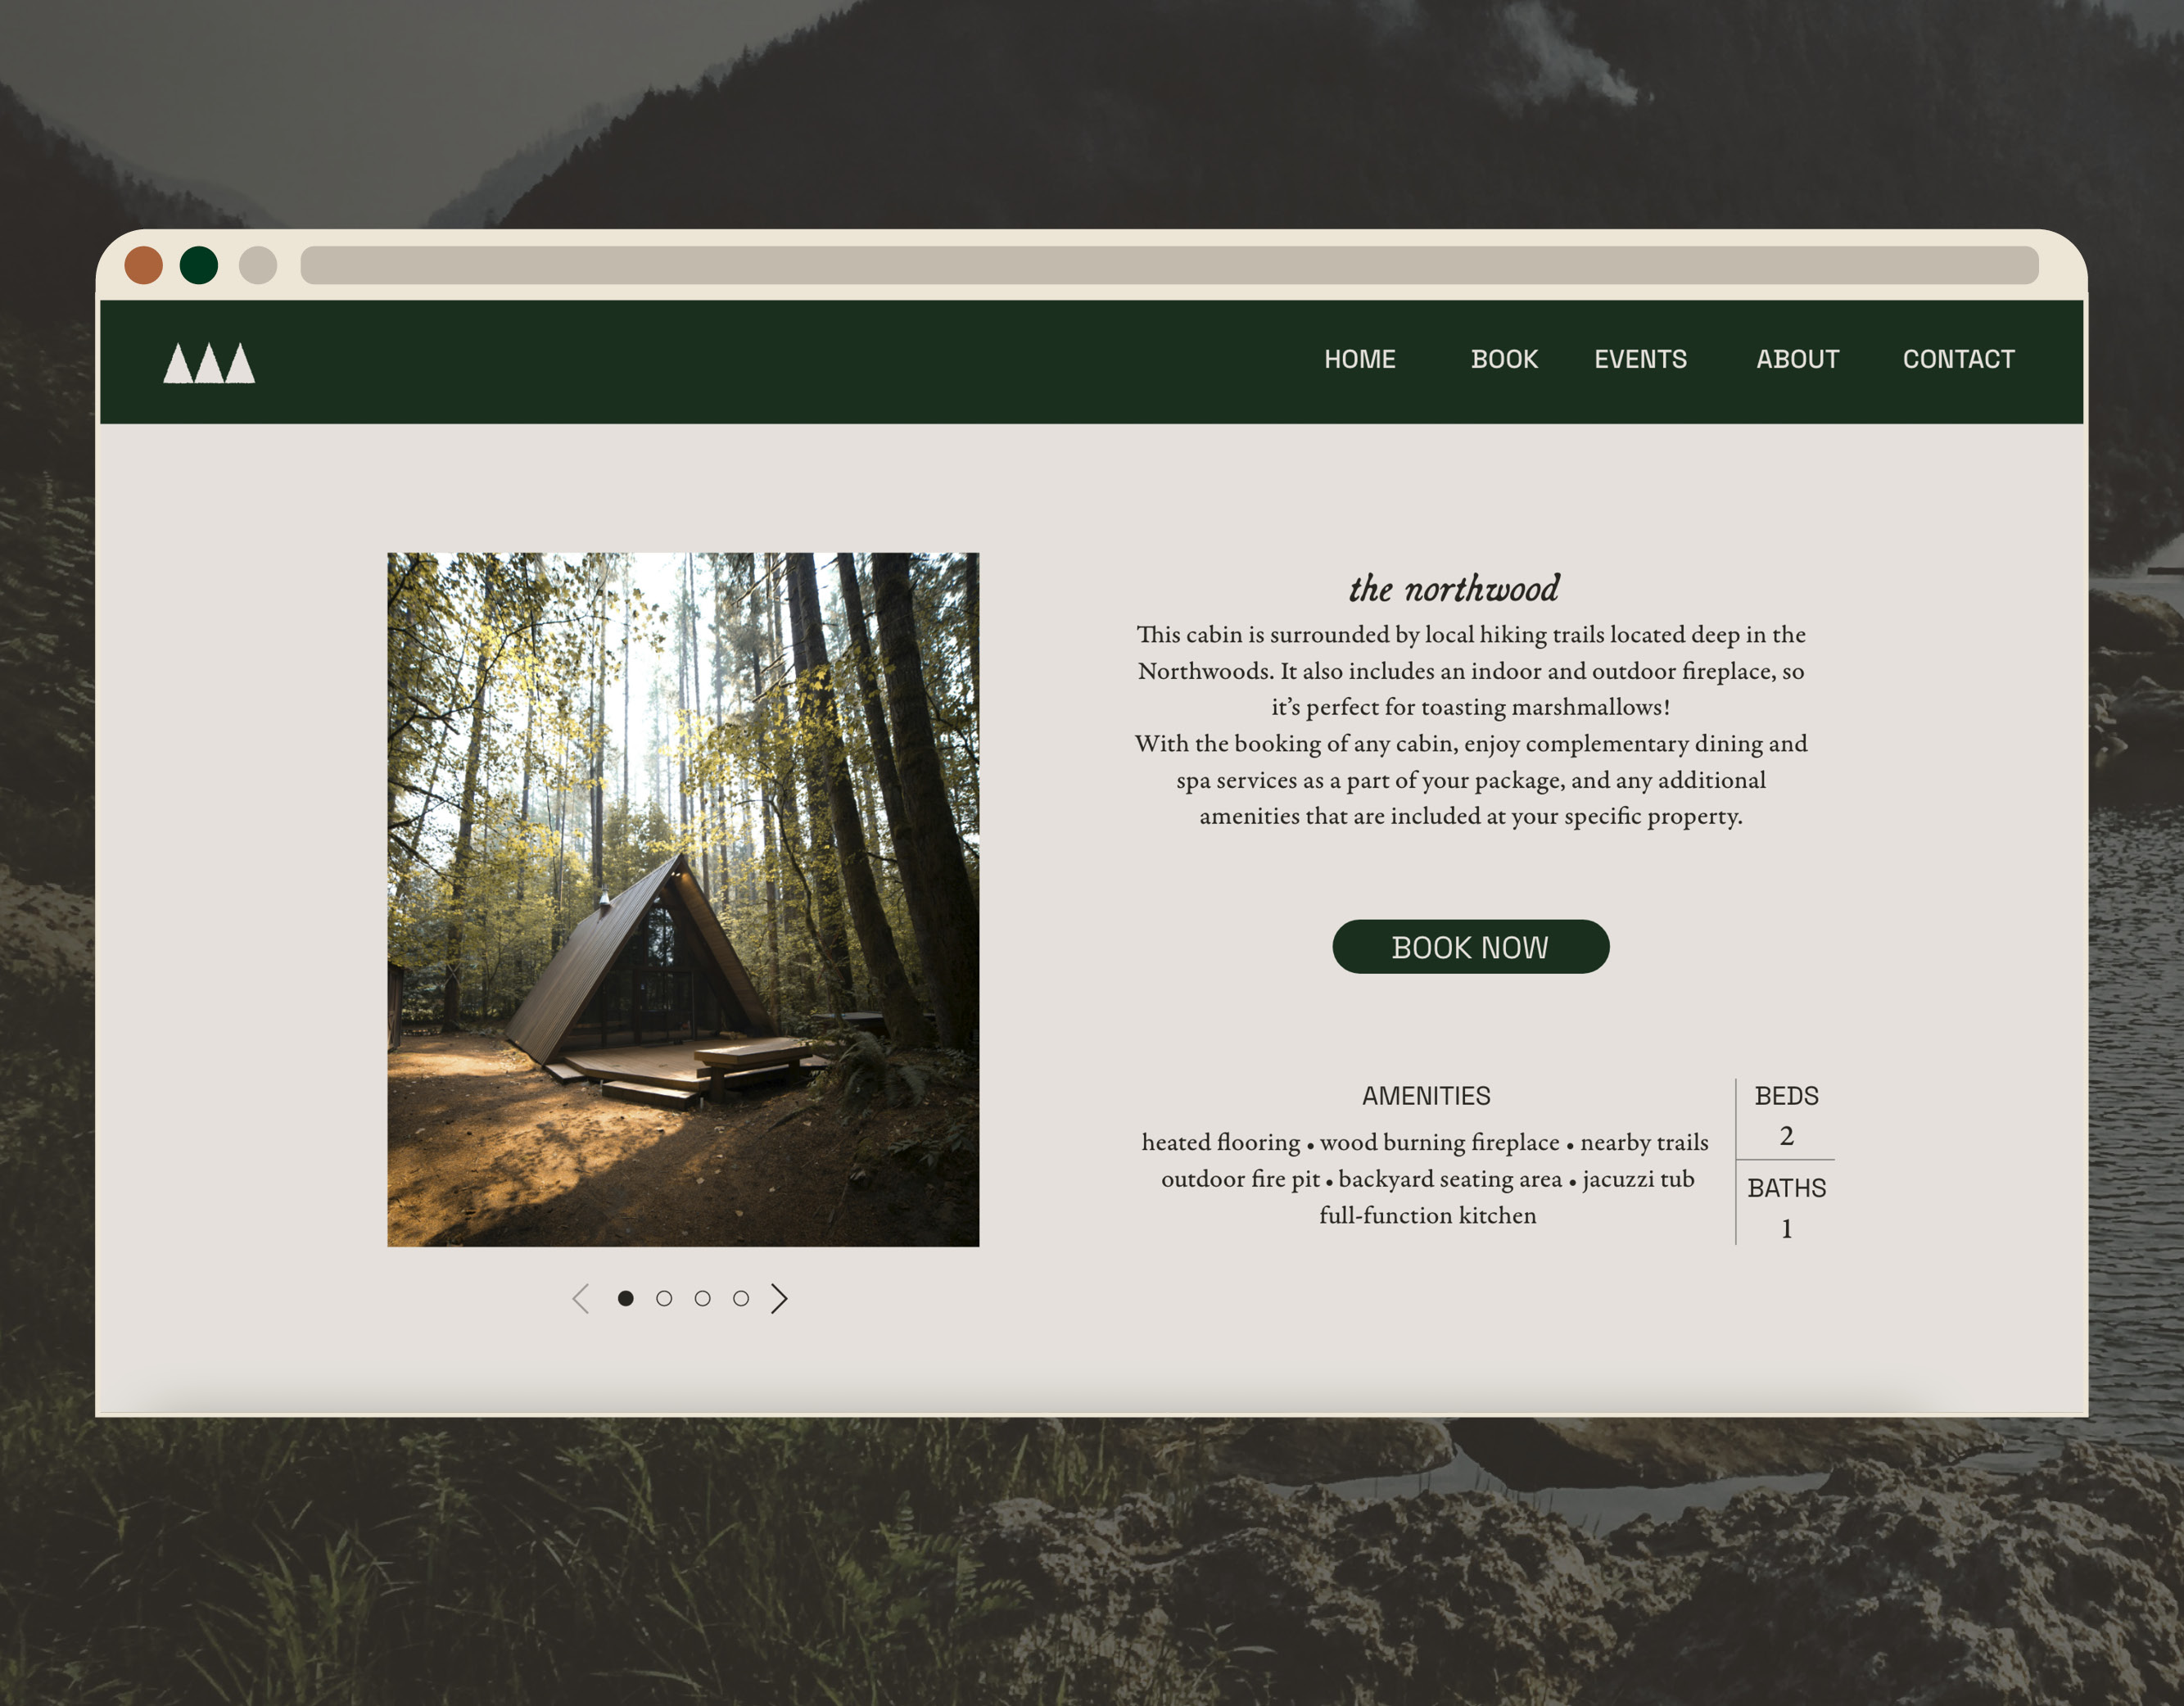 HOME BOOK EVENTS ABOUT CONTACT
the northwood
This cabin is surrounded by local hiking trails located deep in the
Northwoods. It also includes an indoor and outdoor fireplace, so
it’s perfect for toasting marshmallows!
With the booking of any cabin, enjoy complementary dining and
spa services as a part of your package, and any additional
amenities that are included at your specific property.
BOOK NOW
AMENITIES
heated flooring • wood burning fireplace • nearby trails
outdoor fire pit • backyard seating area • jacuzzi tub
full-function kitchen
BEDS
2
BATHS
1